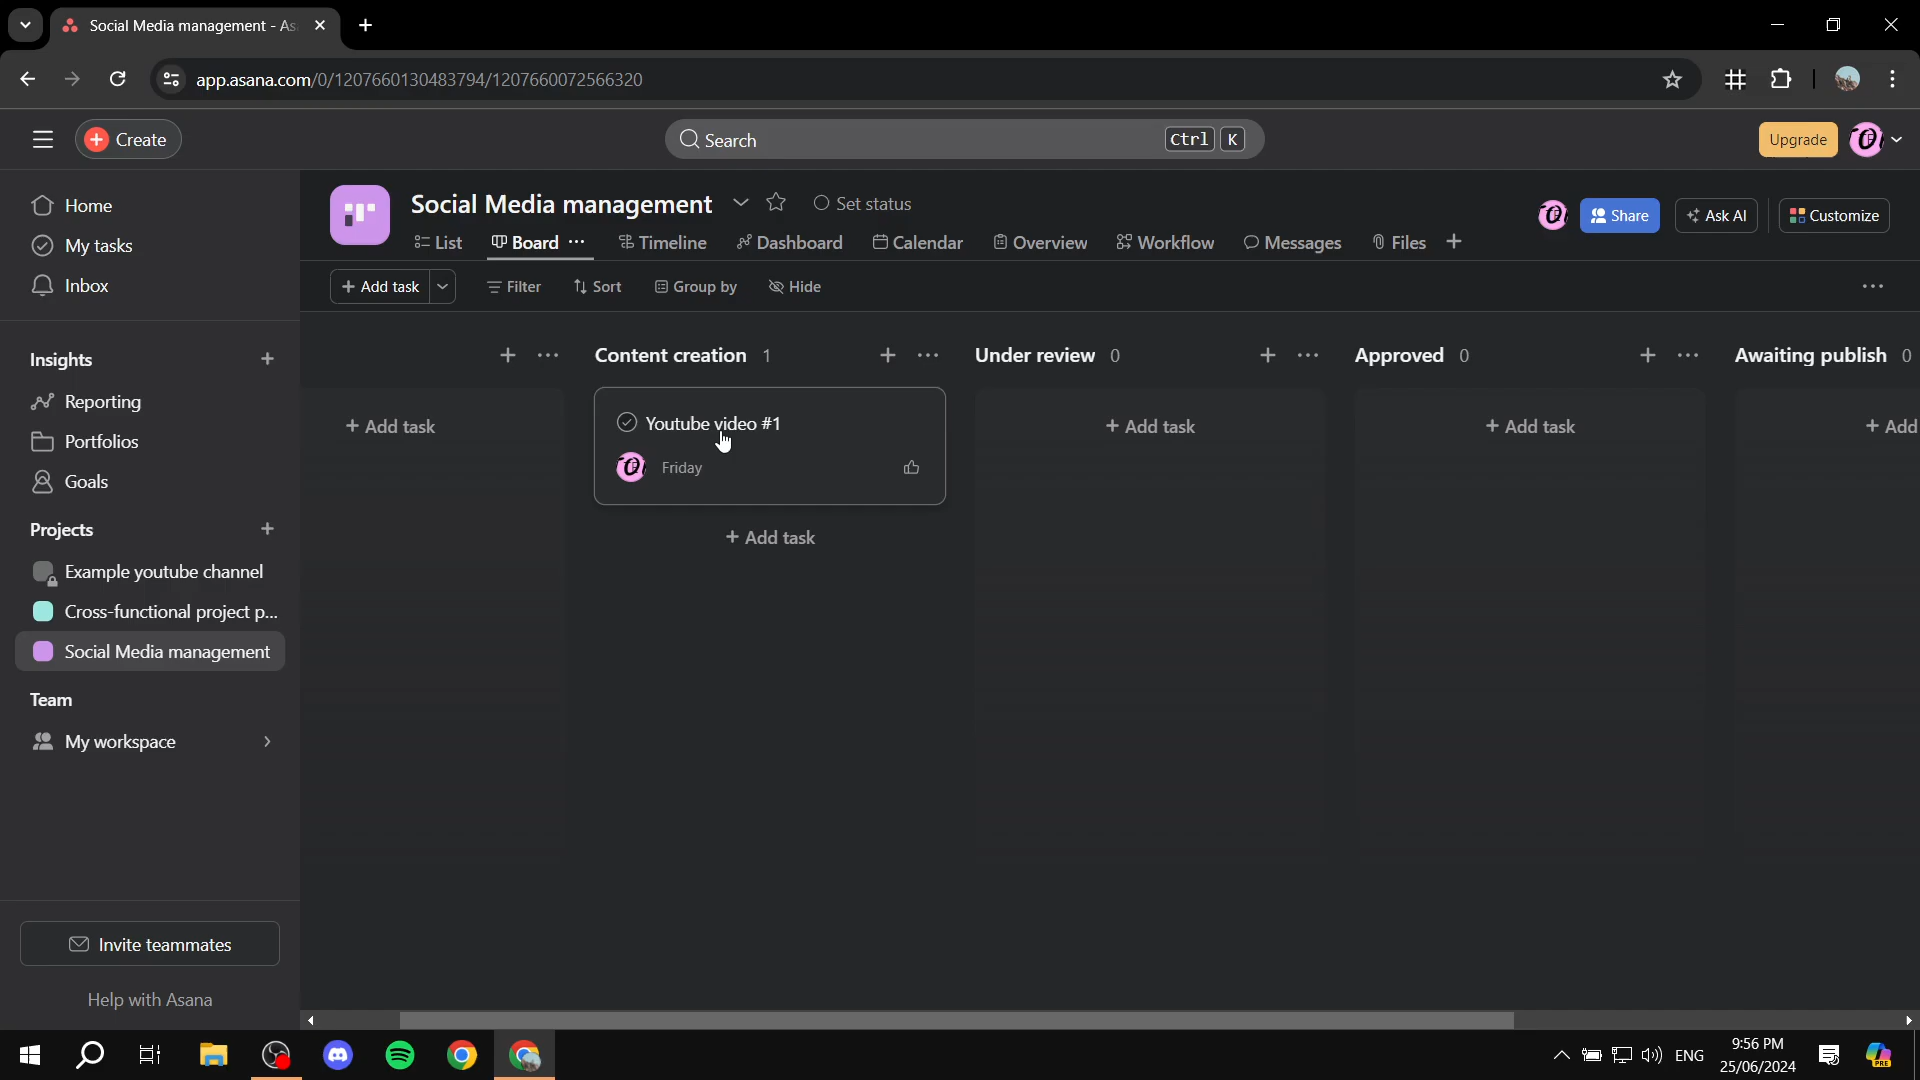 Social Media management - As
app.asana.com/0/1207660130483794/1207660072566320
Create
Search
Ctrl K
Upgrade
Home
My tasks
Inbox
Insights
Reporting
Portfolios
Goals
Projects
Example youtube channel
Cross-functional project p...
Social Media management
Team
My workspace
Invite teammates
Help with Asana
Social Media management
Set status
Share
Ask AI
Customize
List Board Timeline Dashboard Calendar Overview Workflow Messages Files
Add task Filter Sort Group by Hide
Content creation 1 Under review 0 Approved 0 Awaiting publish 0
+ Add task
Youtube video #1
Friday
+ Add task
+ Add task
+ Add task
+ Add
ENG
9:56 PM
25/06/2024
PRE